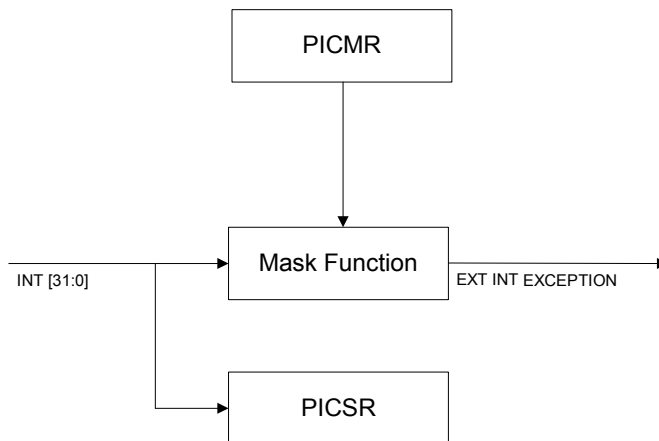 PICMR
Mask Function
INT [31:0]
EXT INT EXCEPTION
PICSR